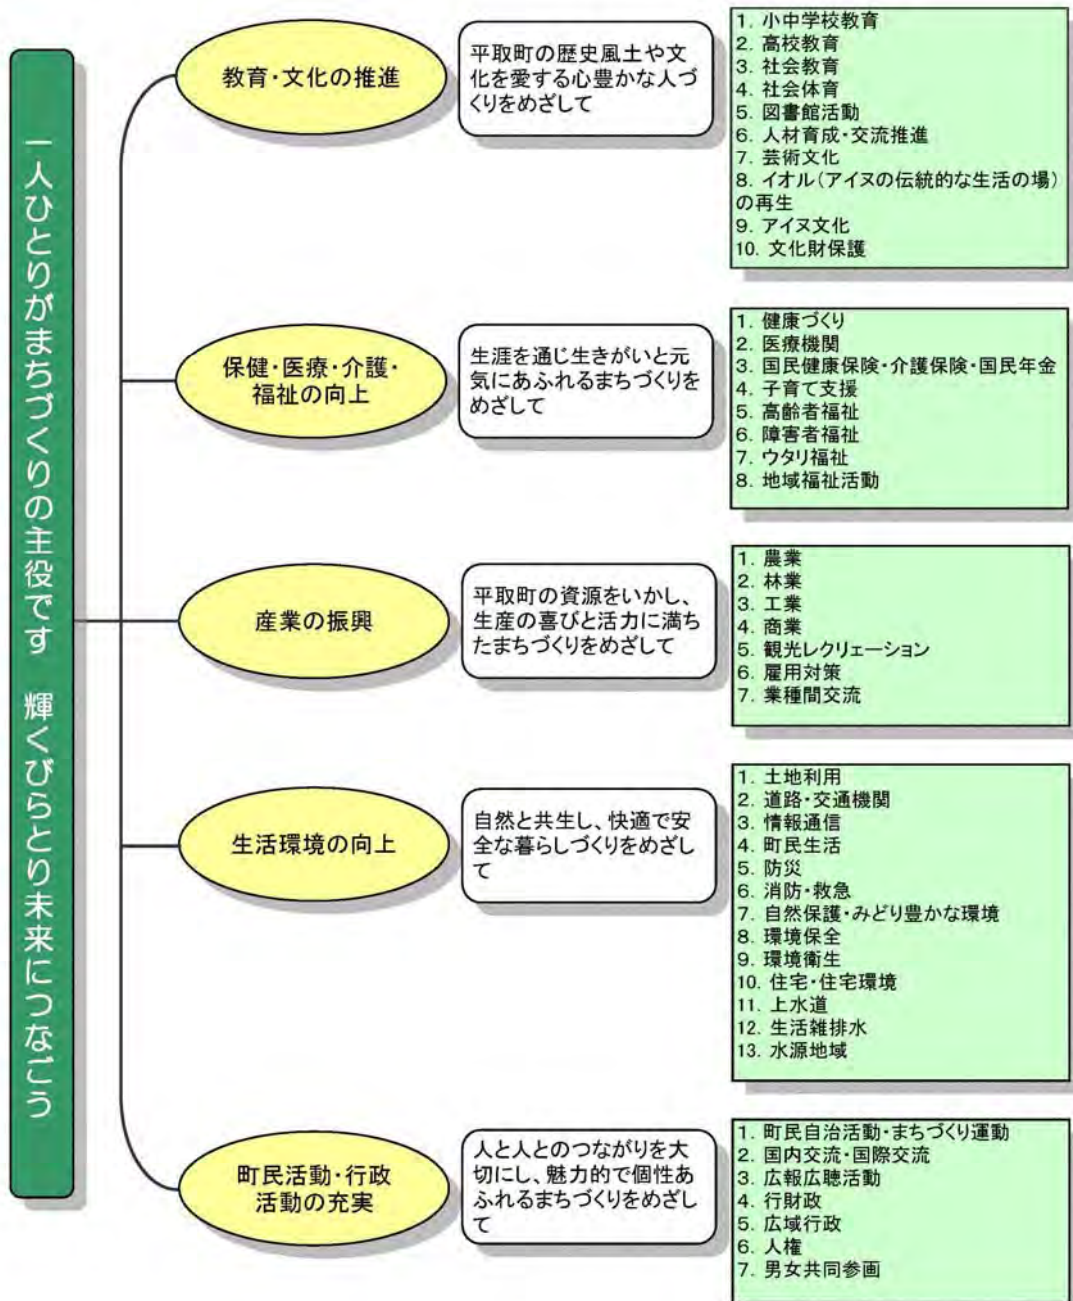 一人ひとりがまちづくりの主役です　輝くびらとり未来につなごう
教育・文化の推進
平取町の歴史風土や文
化を愛する心豊かな人づ
くりをめざして
1. 小中学校教育
2. 高校教育
3. 社会教育
4. 社会体育
5. 図書館活動
6. 人材育成・交流推進
7. 芸術文化
8. イオル（アイヌの伝統的な生活の場）
の再生
9. アイヌ文化
10. 文化財保護
保健・医療・介護・
福祉の向上
生涯を通じ生きがいと元
気にあふれるまちづくりを
めざして
1. 健康づくり
2. 医療機関
3. 国民健康保険・介護保険・国民年金
4. 子育て支援
5. 高齢者福祉
6. 障害者福祉
7. ウタリ福祉
8. 地域福祉活動
産業の振興
平取町の資源をいかし、
生産の喜びと活力に満ち
たまちづくりをめざして
1. 農業
2. 林業
3. 工業
4. 商業
5. 観光レクリェーション
6. 雇用対策
7. 業種間交流
生活環境の向上
自然と共生し、快適で安
全な暮らしづくりをめざし
て
1. 土地利用
2. 道路・交通機関
3. 情報通信
4. 町民生活
5. 防災
6. 消防・救急
7. 自然保護・みどり豊かな環境
8. 環境保全
9. 環境衛生
10. 住宅・住宅環境
11. 上水道
12. 生活雑排水
13. 水源地域
町民活動・行政
活動の充実
人と人とのつながりを大
切にし、魅力的で個性あ
ふれるまちづくりをめざし
て
1. 町民自治活動・まちづくり運動
2. 国内交流・国際交流
3. 広報広聴活動
4. 行財政
5. 広域行政
6. 人権
7. 男女共同参画